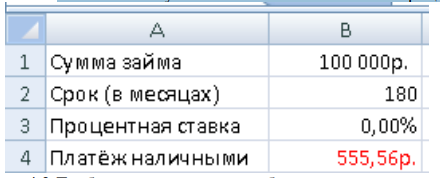 A B
1 Сумма займа 100 000р.
2 Срок (в месяцах) 180
3 Процентная ставка 0,00%
4 Платёж наличными 555,56р.